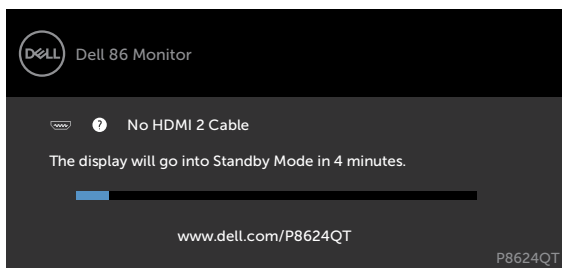 DELL
Dell 86 Monitor
? No HDMI 2 Cable
The display will go into Standby Mode in 4 minutes.
www.dell.com/P8624QT
P8624QT